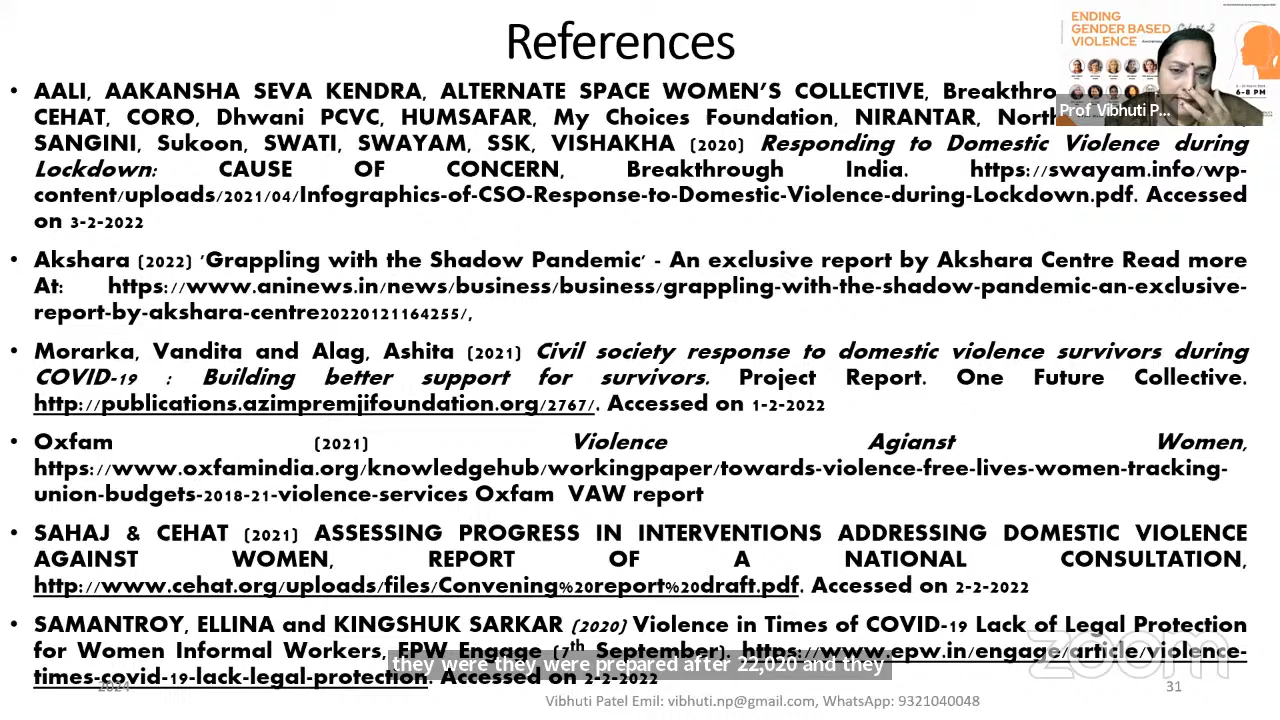 References
ENDING
GENDER BASED
VIOLENCE
6-8 PM
Prof Vibhuti P...
• AALI, AAKANSHA SEVA KENDRA, ALTERNATE SPACE WOMEN'S COLLECTIVE, Breakthro
CEHAT, CORO, Dhwani PCVC, HUMSAFAR, My Choices Foundation, NIRANTAR, North
SANGINI, Sukoon, SWATI, SWAYAM, SSK, VISHAKHA (2020) Responding to Domestic Violence during
Lockdown: CAUSE OF CONCERN, Breakthrough India. https://swayam.info/wp-
content/uploads/2021/04/Infographics-of-CSO-Response-to-Domestic-Violence-during-Lockdown.pdf. Accessed
on 3-2-2022
• Akshara (2022) 'Grappling with the Shadow Pandemic' - An exclusive report by Akshara Centre Read more
At: https://www.aninews.in/news/business/business/grappling-with-the-shadow-pandemic-an-exclusive-
report-by-akshara-centre20220121164255/,
• Morarka, Vandita and Alag, Ashita (2021) Civil society response to domestic violence survivors during
COVID-19 : Building better support for survivors. Project Report. One Future Collective.
http://publications.azimpremjifoundation.org/2767/. Accessed on 1-2-2022
• Oxfam (2021) Violence Agianst Women,
https://www.oxfamindia.org/knowledgehub/workingpaper/towards-violence-free-lives-women-tracking-
union-budgets-2018-21-violence-services Oxfam VAW report
• SAHAJ & CEHAT (2021) ASSESSING PROGRESS IN INTERVENTIONS ADDRESSING DOMESTIC VIOLENCE
AGAINST WOMEN, REPORT OF A NATIONAL CONSULTATION,
http://www.cehat.org/uploads/files/Convening%20report%20draft.pdf. Accessed on 2-2-2022
• SAMANTROY, ELLINA and KINGSHUK SARKAR (2020) Violence in Times of COVID-19 Lack of Legal Protection
for Women Informal Workers, EPW Engage (7th September). https://www.epw.in/engage/article/violence-
times-covid-19-lack-legal-protection. Accessed on 2-2-2022
they were they were prepared after 22,020 and they
zoom
2024
Vibhuti Patel Emil: vibhuti.np@gmail.com, WhatsApp: 9321040048
31